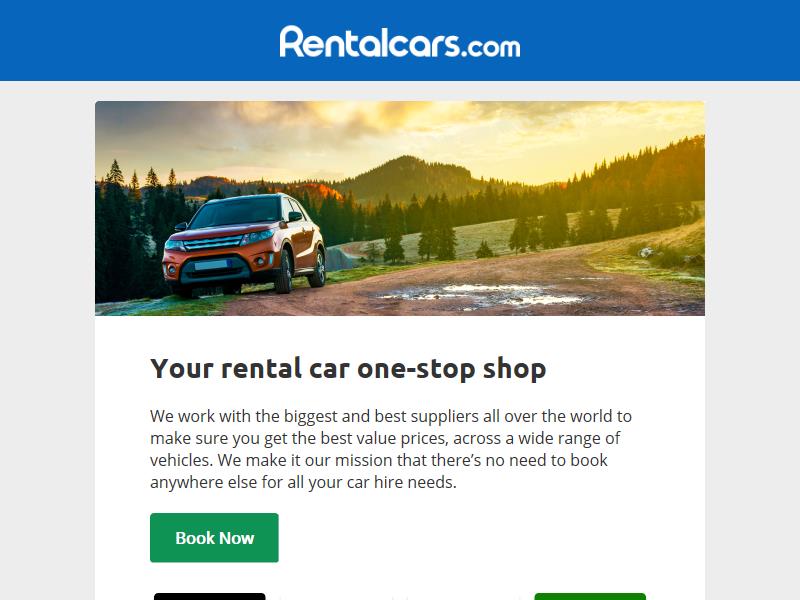 Rentalcars.com
Your rental car one-stop shop
We work with the biggest and best suppliers all over the world to
make sure you get the best value prices, across a wide range of
vehicles. We make it our mission that there’s no need to book
anywhere else for all your car hire needs.
Book Now